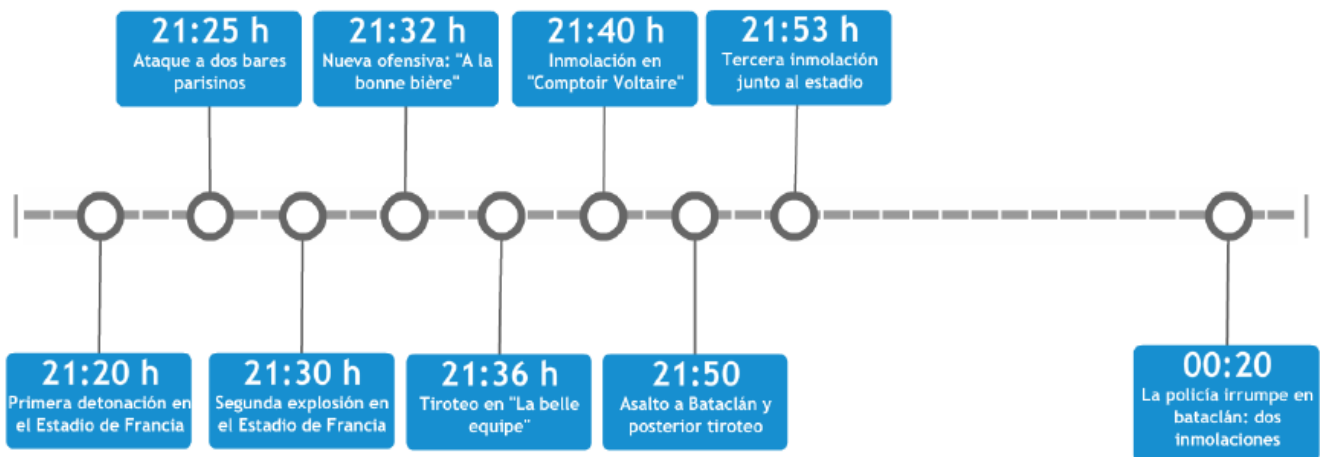 21:25 h
Ataque a dos bares
parisinos
21:32 h
Nueva ofensiva: "A la
bonne bière"
21:40 h
Inmolación en
"Comptoir Voltaire"
21:53 h
Tercera inmolación
junto al estadio
21:20 h
Primera detonación en
el Estadio de Francia
21:30 h
Segunda explosión en
el Estadio de Francia
21:36 h
Tiroteo en "La belle
equipe"
21:50
Asalto a Bataclán y
posterior tiroteo
00:20
La policía irrumpe en
bataclán: dos
inmolaciones